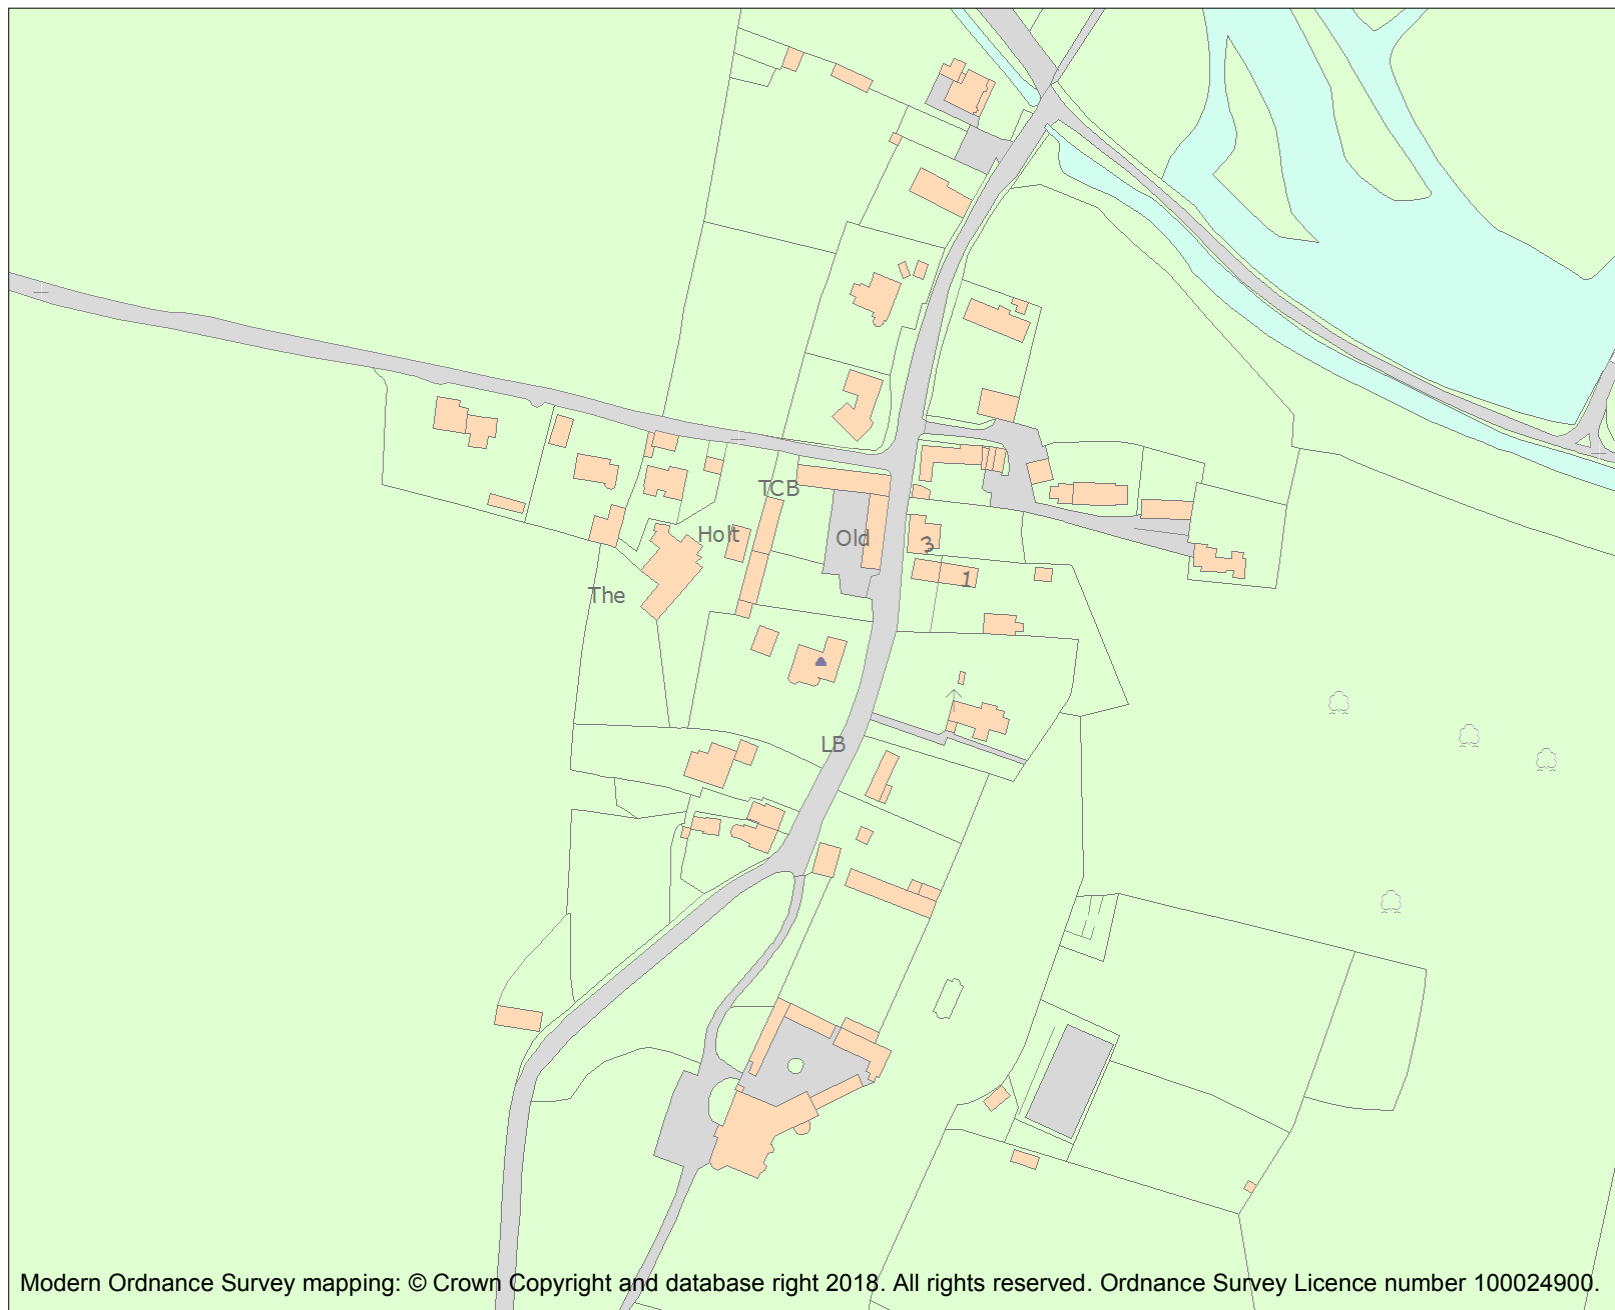 TCB
Holt
Old
3
1
The
LB
Modern Ordnance Survey mapping: © Crown Copyright and database right 2018. All rights reserved. Ordnance Survey Licence number 100024900.